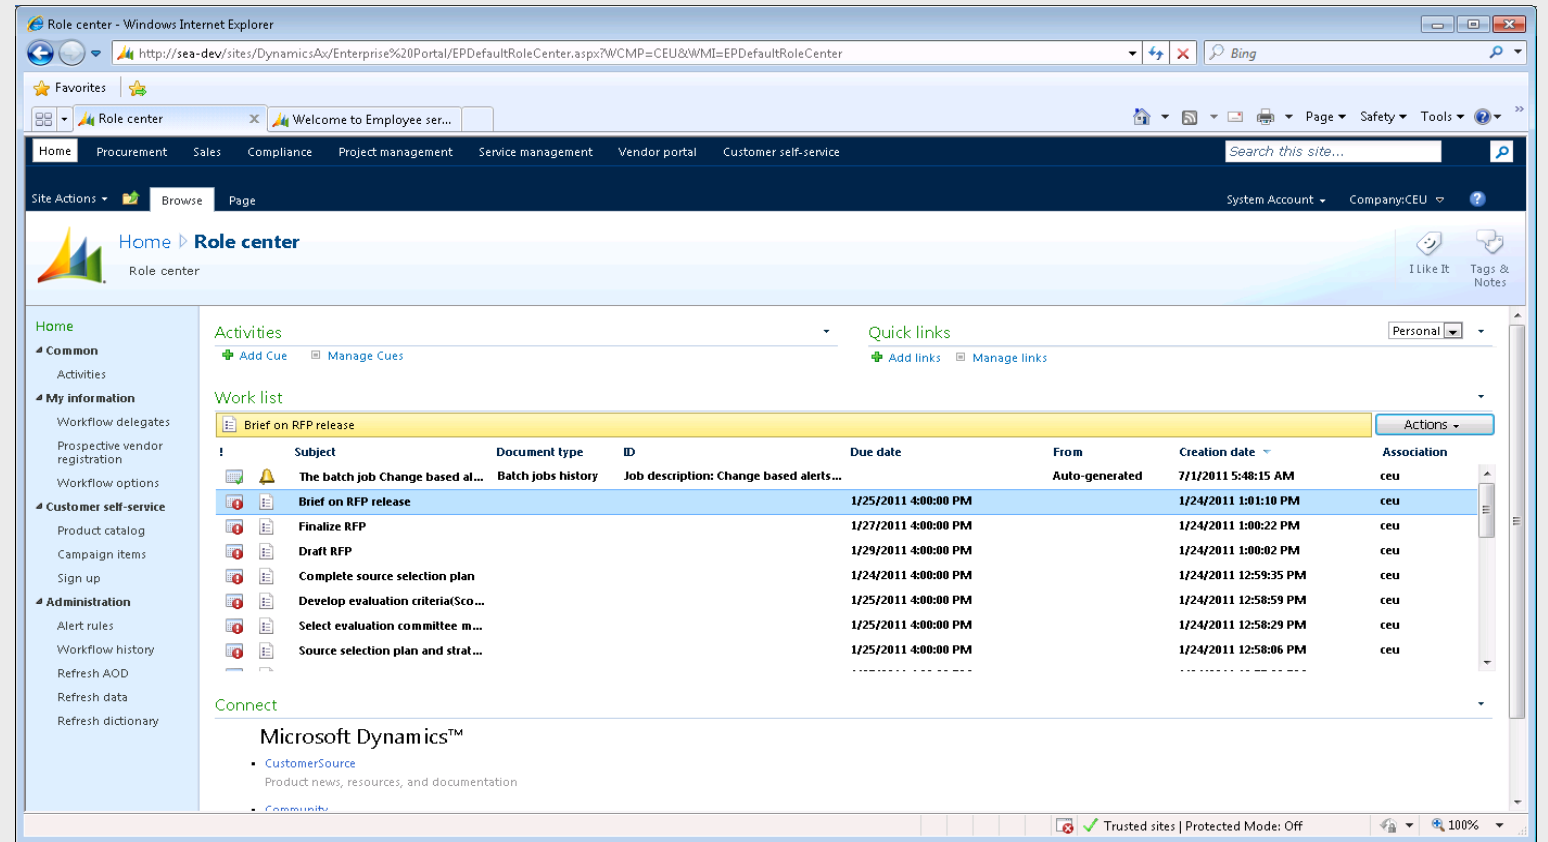 Role center - Windows Internet Explorer
http://sea-dev/sites/DynamicsAx/Enterprise%20Portal/EPDefaultRoleCenter.aspx?WCMP=CEU&WMI=EPDefaultRoleCenter
Bing
Favorites
Role center X Welcome to Employee ser... Page Safety Tools
Home Procurement Sales Compliance Project management Service management Vendor portal Customer self-service Search this site...
Site Actions Browse Page System Account Company:CEU
Home Role center
Role center
I Like It Tags & Notes
Home
Common
Activities
My information
Workflow delegates
Prospective vendor
registration
Workflow options
Customer self-service
Product catalog
Campaign items
Sign up
Administration
Alert rules
Workflow history
Refresh AOD
Refresh data
Refresh dictionary
Activities
Add Cue Manage Cues
Quick links Personal
Add links Manage links
Work list
Brief on RFP release Actions
! Subject Document type ID Due date From Creation date Association
The batch job Change based al... Batch jobs history Job description: Change based alerts... Auto-generated 7/1/2011 5:48:15 AM ceu
Brief on RFP release 1/25/2011 4:00:00 PM 1/24/2011 1:01:10 PM ceu
Finalize RFP 1/27/2011 4:00:00 PM 1/24/2011 1:00:22 PM ceu
Draft RFP 1/29/2011 4:00:00 PM 1/24/2011 1:00:02 PM ceu
Complete source selection plan 1/24/2011 4:00:00 PM 1/24/2011 12:59:35 PM ceu
Develop evaluation criteria(Sco... 1/25/2011 4:00:00 PM 1/24/2011 12:58:59 PM ceu
Select evaluation committee m... 1/25/2011 4:00:00 PM 1/24/2011 12:58:29 PM ceu
Source selection plan and strat... 1/25/2011 4:00:00 PM 1/24/2011 12:58:06 PM ceu
Connect
Microsoft Dynamics™
CustomerSource
Product news, resources, and documentation
Community
Trusted sites | Protected Mode: Off 100%